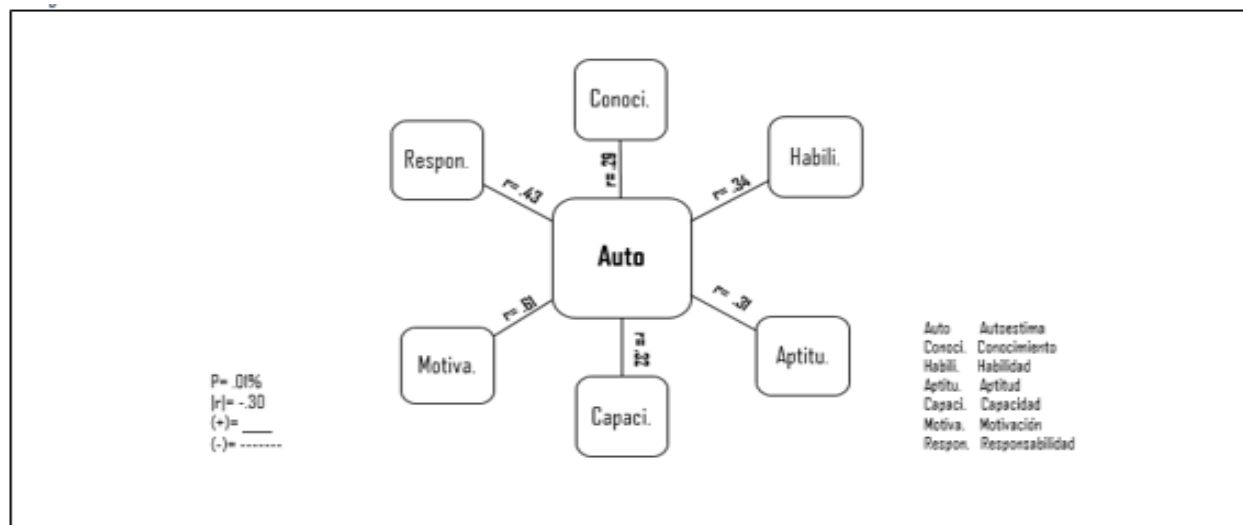 Conoci.
Respon.
Habili.
r= .29
r= .43
r= .34
Auto
r= .61
r= .32
r= .31
Motiva.
Capaci.
Aptitu.
P= .01%
|r|= -.30
(+)= ____
(-)= -------
Auto Autoestima
Conoci. Conocimiento
Habili. Habilidad
Aptitu. Aptitud
Capaci. Capacidad
Motiva. Motivación
Respon. Responsabilidad